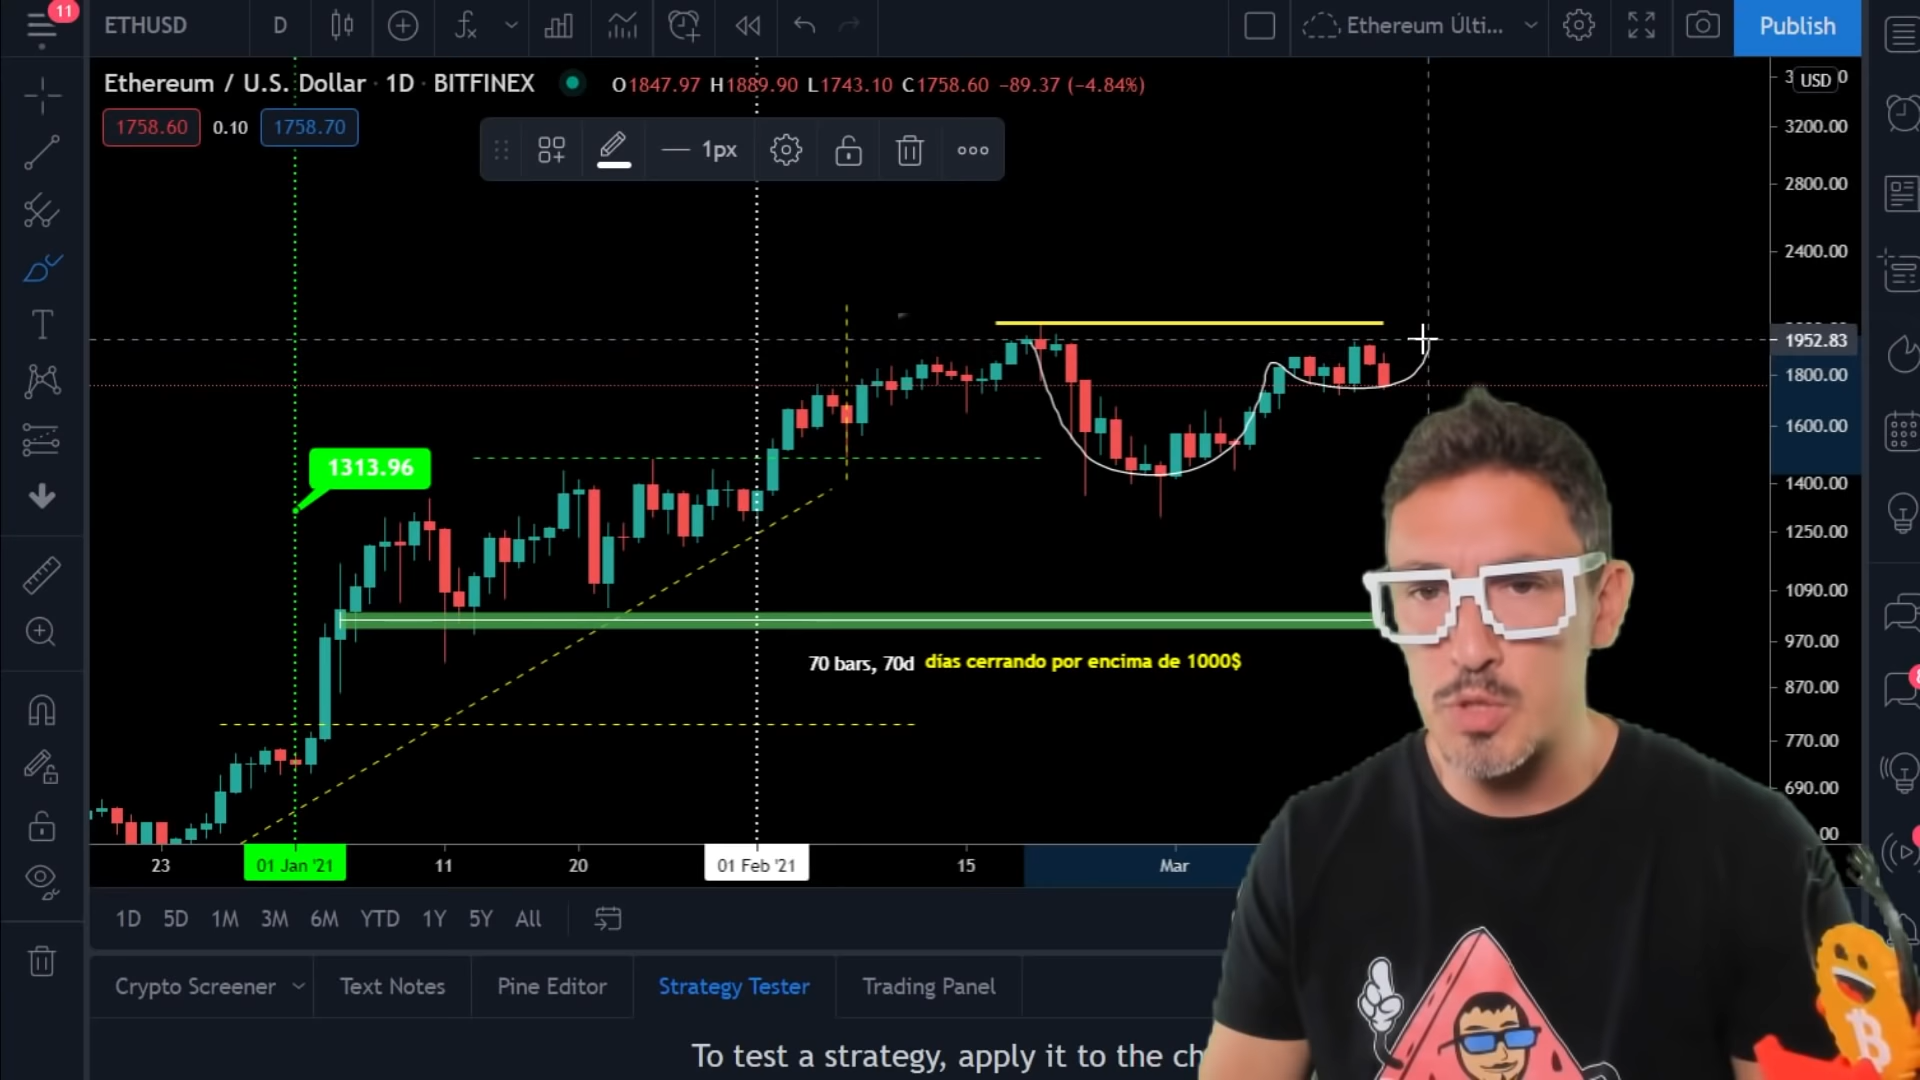 11
ETHUSD D Ethereum Últi... Publish
Ethereum / U.S. Dollar · 1D · BITFINEX O1847.97 H1889.90 L1743.10 C1758.60 −89.37 (−4.84%)
USD
1758.60 0.10 1758.70
1px
3200.00
2800.00
2400.00
1952.83
1800.00
1600.00
1313.96
1400.00
1250.00
1090.00
970.00
70 bars, 70d días cerrando por encima de 1000$
870.00
770.00
690.00
23 01 Jan '21 11 20 01 Feb '21 15 Mar
1D 5D 1M 3M 6M YTD 1Y 5Y All
Crypto Screener Text Notes Pine Editor Strategy Tester Trading Panel
To test a strategy, apply it to the ch